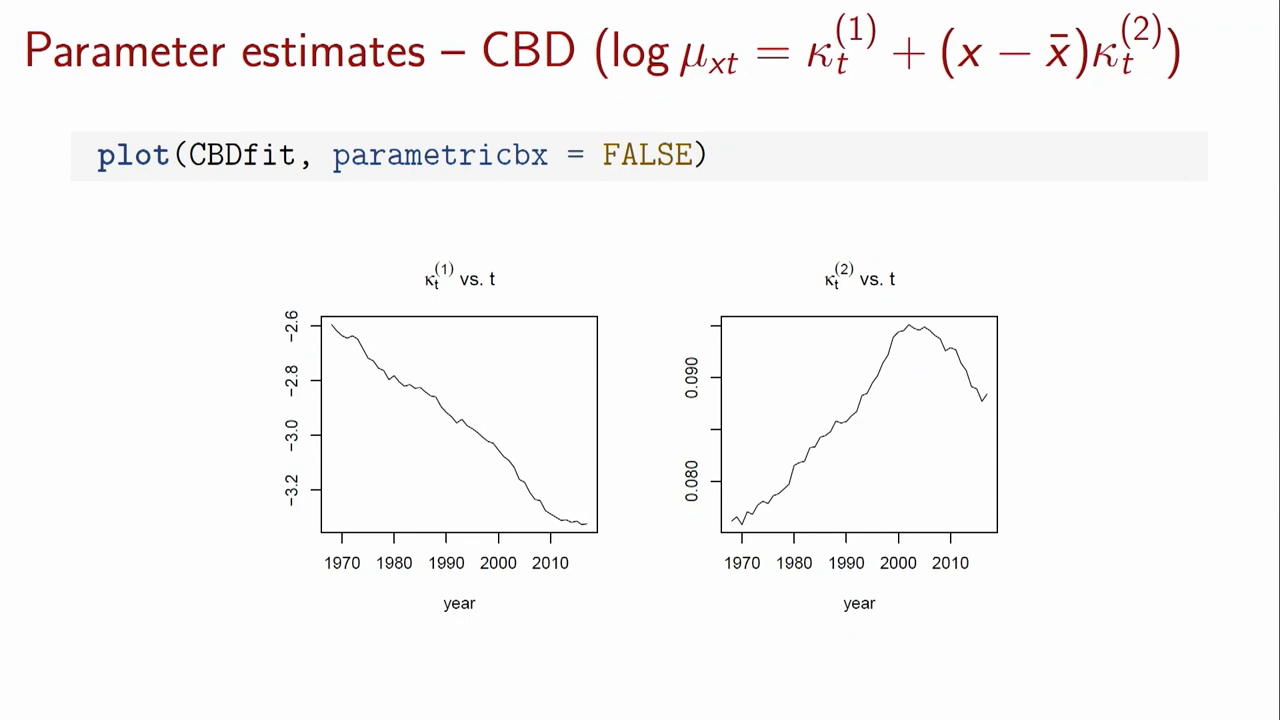 Parameter estimates – CBD (log μₓₜ = κₜ⁽¹⁾ + (x − x̄)κₜ⁽²⁾)
plot(CBDfit, parametricbx = FALSE)
κₜ⁽¹⁾ vs. t
κₜ⁽²⁾ vs. t
−2.6
−2.8
−3.0
−3.2
1970 1980 1990 2000 2010
year
0.090
0.080
1970 1980 1990 2000 2010
year